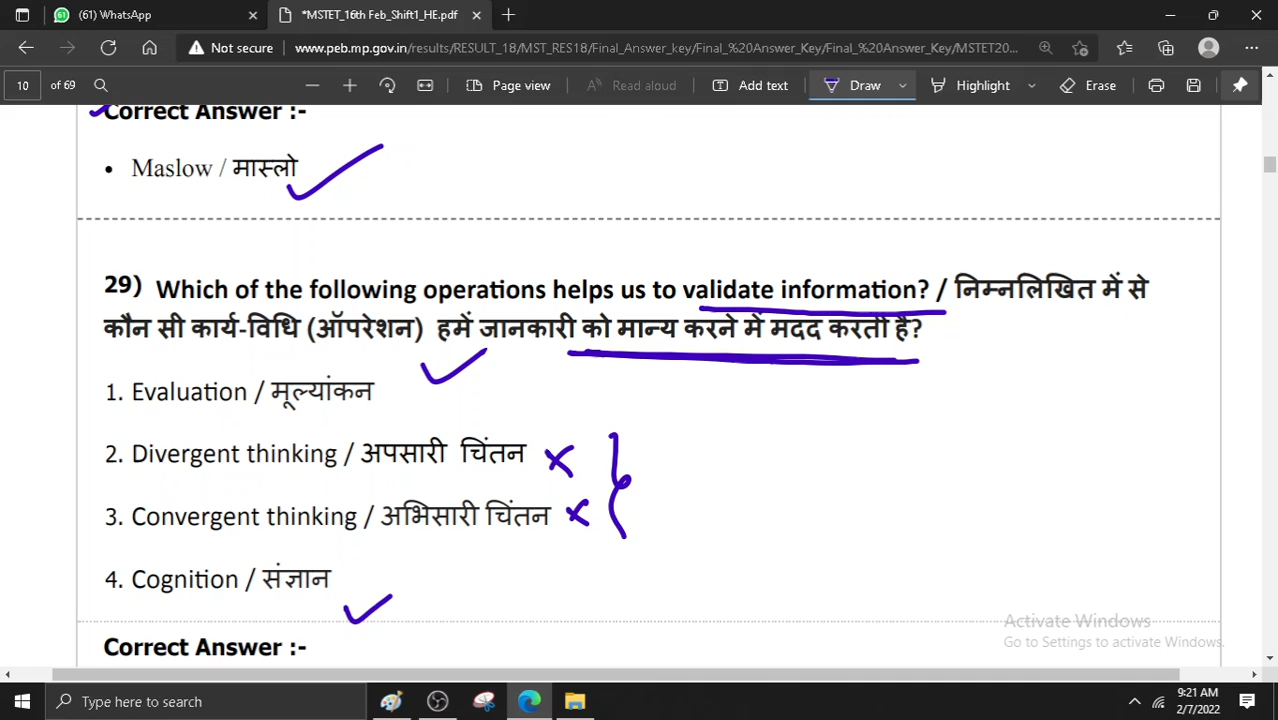 (61) WhatsApp
*MSTET_16th Feb_Shift1_HE.pdf
Not secure
www.peb.mp.gov.in/results/RESULT_18/MST_RES18/Final_Answer_key/Final_%20Answer_Key/Final_%20Answer_Key/MSTET20...
10 of 69
Page view
Read aloud
Add text
Draw
Highlight
Erase
Correct Answer :-
• Maslow / मास्लो
29) Which of the following operations helps us to validate information? / निम्नलिखित में से
कौन सी कार्य-विधि (ऑपरेशन) हमें जानकारी को मान्य करने में मदद करती है?
1. Evaluation / मूल्यांकन
2. Divergent thinking / अपसारी चिंतन
3. Convergent thinking / अभिसारी चिंतन
4. Cognition / संज्ञान
Correct Answer :-
Activate Windows
Go to Settings to activate Windows.
Type here to search
9:21 AM
2/7/2022